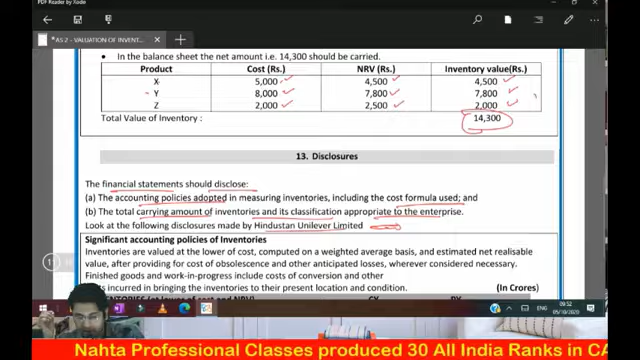 PDF Reader by Xodo
*AS 2 - VALUATION OF INVENT
• In the balance sheet the net amount i.e. 14,300 should be carried.
Product Cost (Rs.) NRV (Rs.) Inventory value(Rs.)
X 5,000 4,500 4,500
Y 8,000 7,800 7,800
Z 2,000 2,500 2,000
Total Value of Inventory : 14,300
13. Disclosures
The financial statements should disclose:
(a) The accounting policies adopted in measuring inventories, including the cost formula used; and
(b) The total carrying amount of inventories and its classification appropriate to the enterprise.
Look at the following disclosures made by Hindustan Unilever Limited
Significant accounting policies of Inventories
Inventories are valued at the lower of cost, computed on a weighted average basis, and estimated net realisable
value, after providing for cost of obsolescence and other anticipated losses, wherever considered necessary.
Finished goods and work-in-progress include costs of conversion and other
costs incurred in bringing the inventories to their present location and condition. (In Crores)
09:52
05/10/2020
Nahta Professional Classes produced 30 All India Ranks in CA